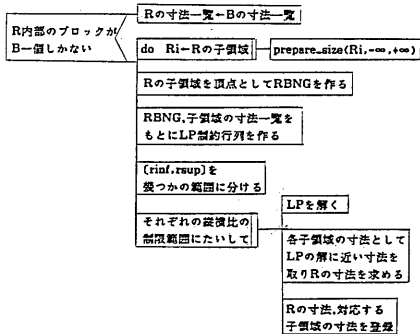 R内部のブロックが
B一個しかない
Rの寸法一覧←Bの寸法一覧
do Ri←Rの子領域
prepare_size(Ri,-∞,+∞)
Rの子領域を頂点としてRBNGを作る
RBNG,子領域の寸法一覧を
もとにLP制約行列を作る
[rinf,rsup]を
幾つかの範囲に分ける
それぞれの縦横比の
制限範囲にたいして
LPを解く
各子領域の寸法として
LPの解に近い寸法を
取りRの寸法を求める
Rの寸法,対応する
子領域の寸法を登録